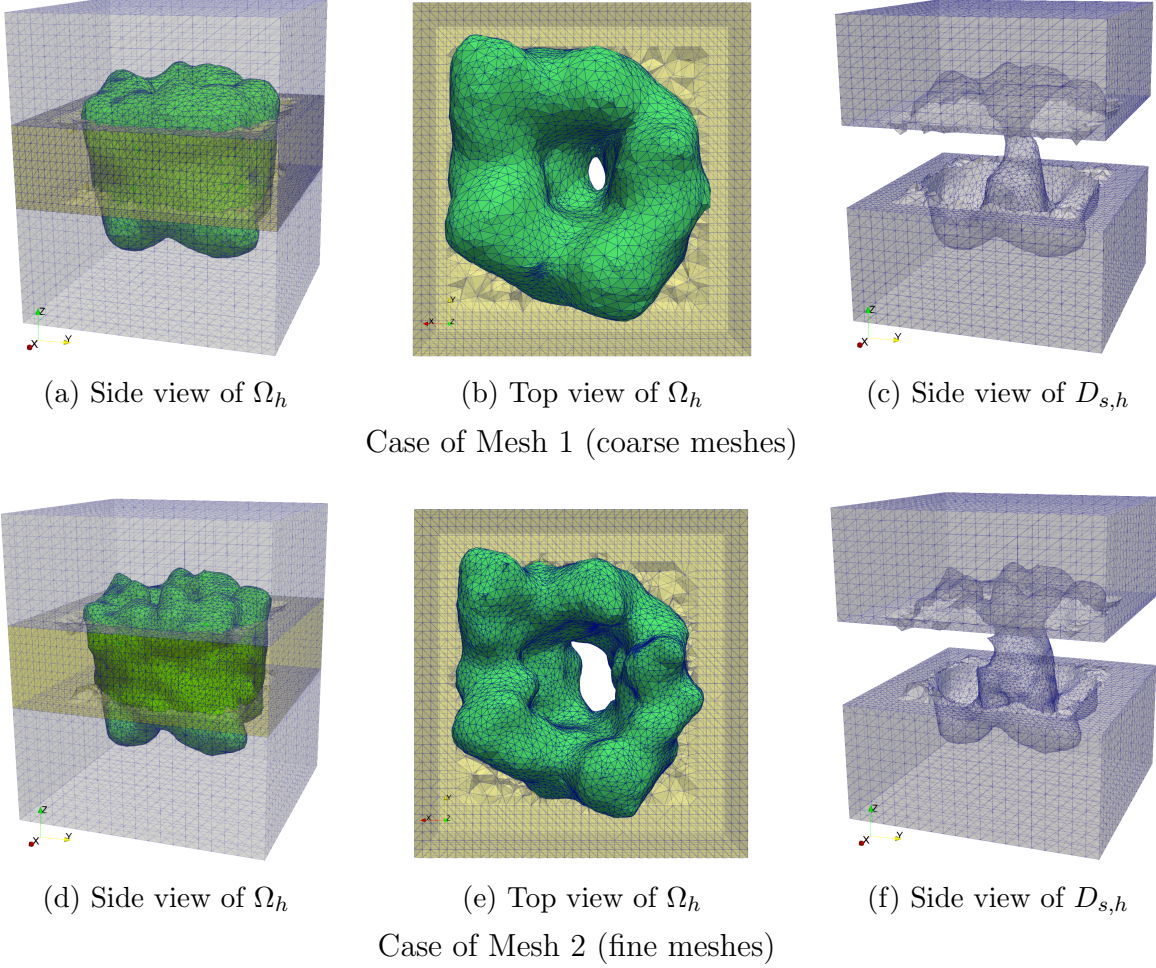 Z
X
Y
Y
X
Z
Z
X
Y
(a) Side view of Ωₕ
(b) Top view of Ωₕ
(c) Side view of Dₛ,ₕ
Case of Mesh 1 (coarse meshes)
Z
X
Y
Y
X
Z
Z
X
Y
(d) Side view of Ωₕ
(e) Top view of Ωₕ
(f) Side view of Dₛ,ₕ
Case of Mesh 2 (fine meshes)